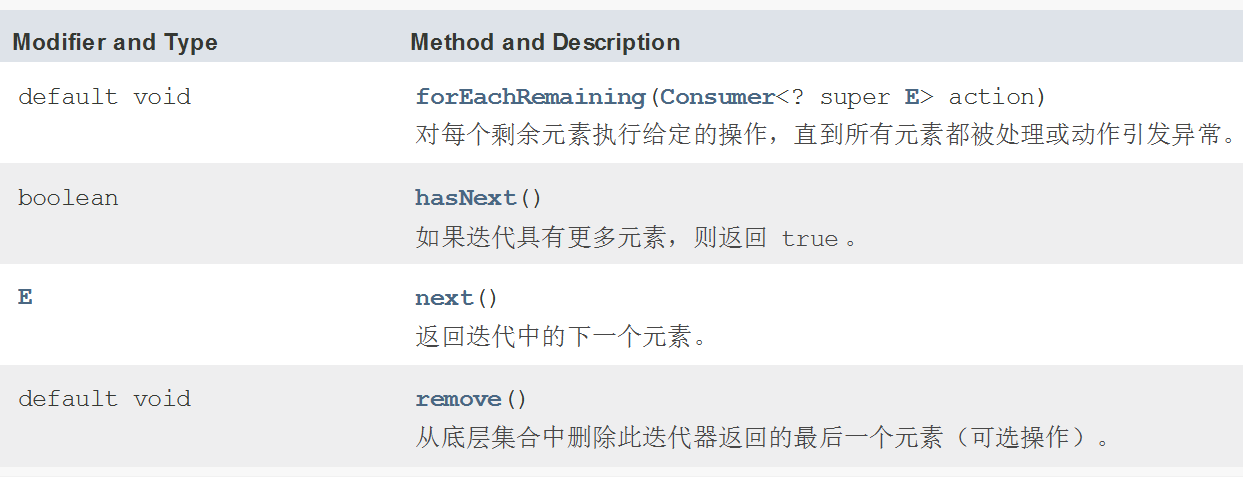 Modifier and Type Method and Description
default void forEachRemaining(Consumer<? super E> action)
对每个剩余元素执行给定的操作，直到所有元素都被处理或动作引发异常。
boolean hasNext()
如果迭代具有更多元素，则返回 true 。
E next()
返回迭代中的下一个元素。
default void remove()
从底层集合中删除此迭代器返回的最后一个元素（可选操作）。